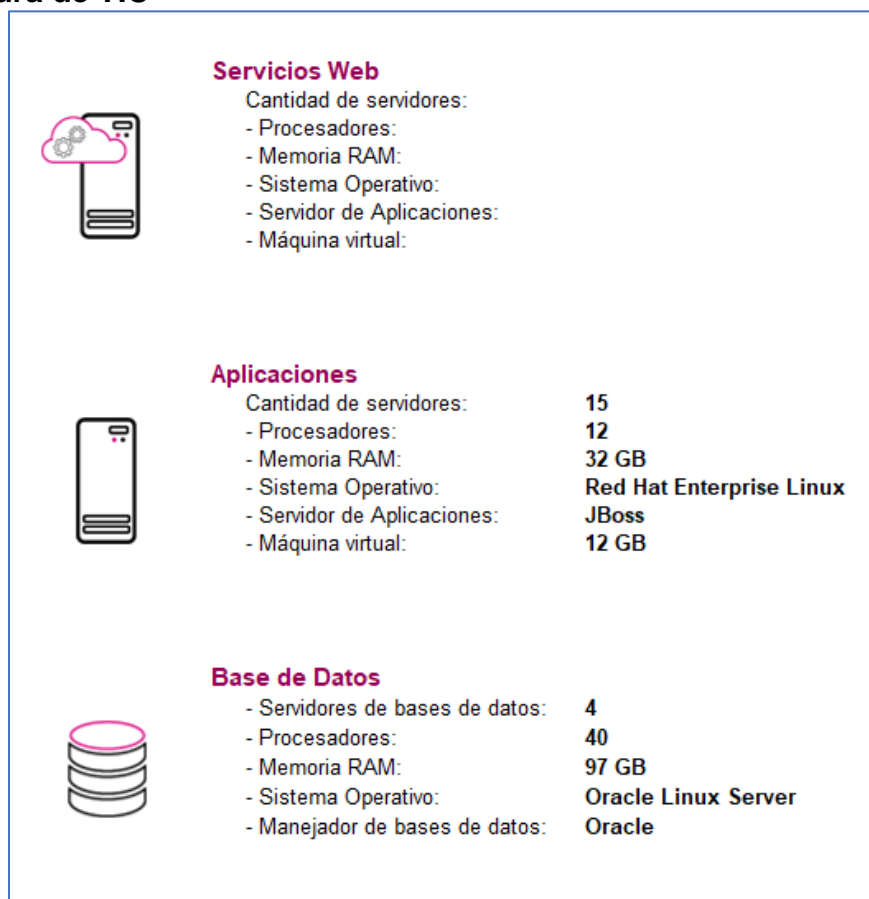 Servicios Web
Cantidad de servidores:
- Procesadores:
- Memoria RAM:
- Sistema Operativo:
- Servidor de Aplicaciones:
- Máquina virtual:
Aplicaciones
Cantidad de servidores: 15
- Procesadores: 12
- Memoria RAM: 32 GB
- Sistema Operativo: Red Hat Enterprise Linux
- Servidor de Aplicaciones: JBoss
- Máquina virtual: 12 GB
Base de Datos
- Servidores de bases de datos: 4
- Procesadores: 40
- Memoria RAM: 97 GB
- Sistema Operativo: Oracle Linux Server
- Manejador de bases de datos: Oracle